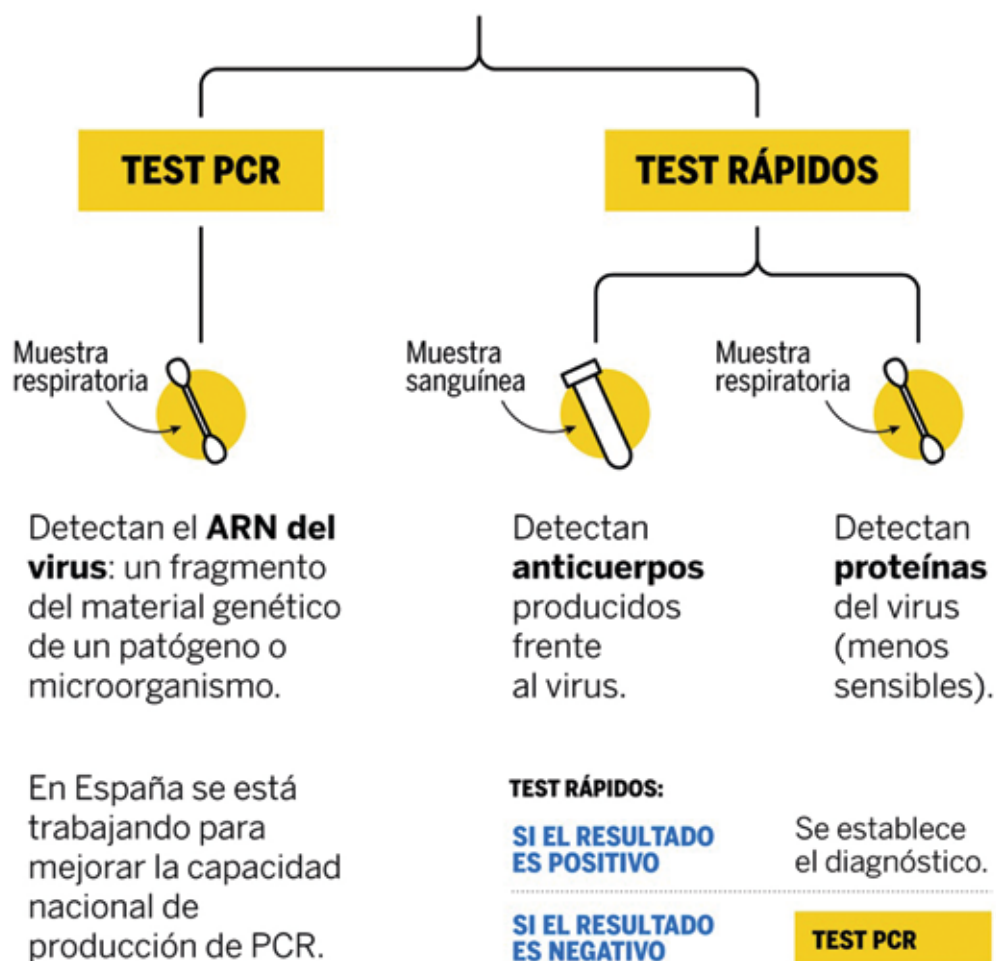 TEST PCR
TEST RÁPIDOS
Muestra
respiratoria
Muestra
sanguínea
Muestra
respiratoria
Detectan el ARN del
virus: un fragmento
del material genético
de un patógeno o
microorganismo.
Detectan
anticuerpos
producidos
frente
al virus.
Detectan
proteínas
del virus
(menos
sensibles).
En España se está
trabajando para
mejorar la capacidad
nacional de
producción de PCR.
TEST RÁPIDOS:
SI EL RESULTADO
ES POSITIVO
Se establece
el diagnóstico.
SI EL RESULTADO
ES NEGATIVO
TEST PCR